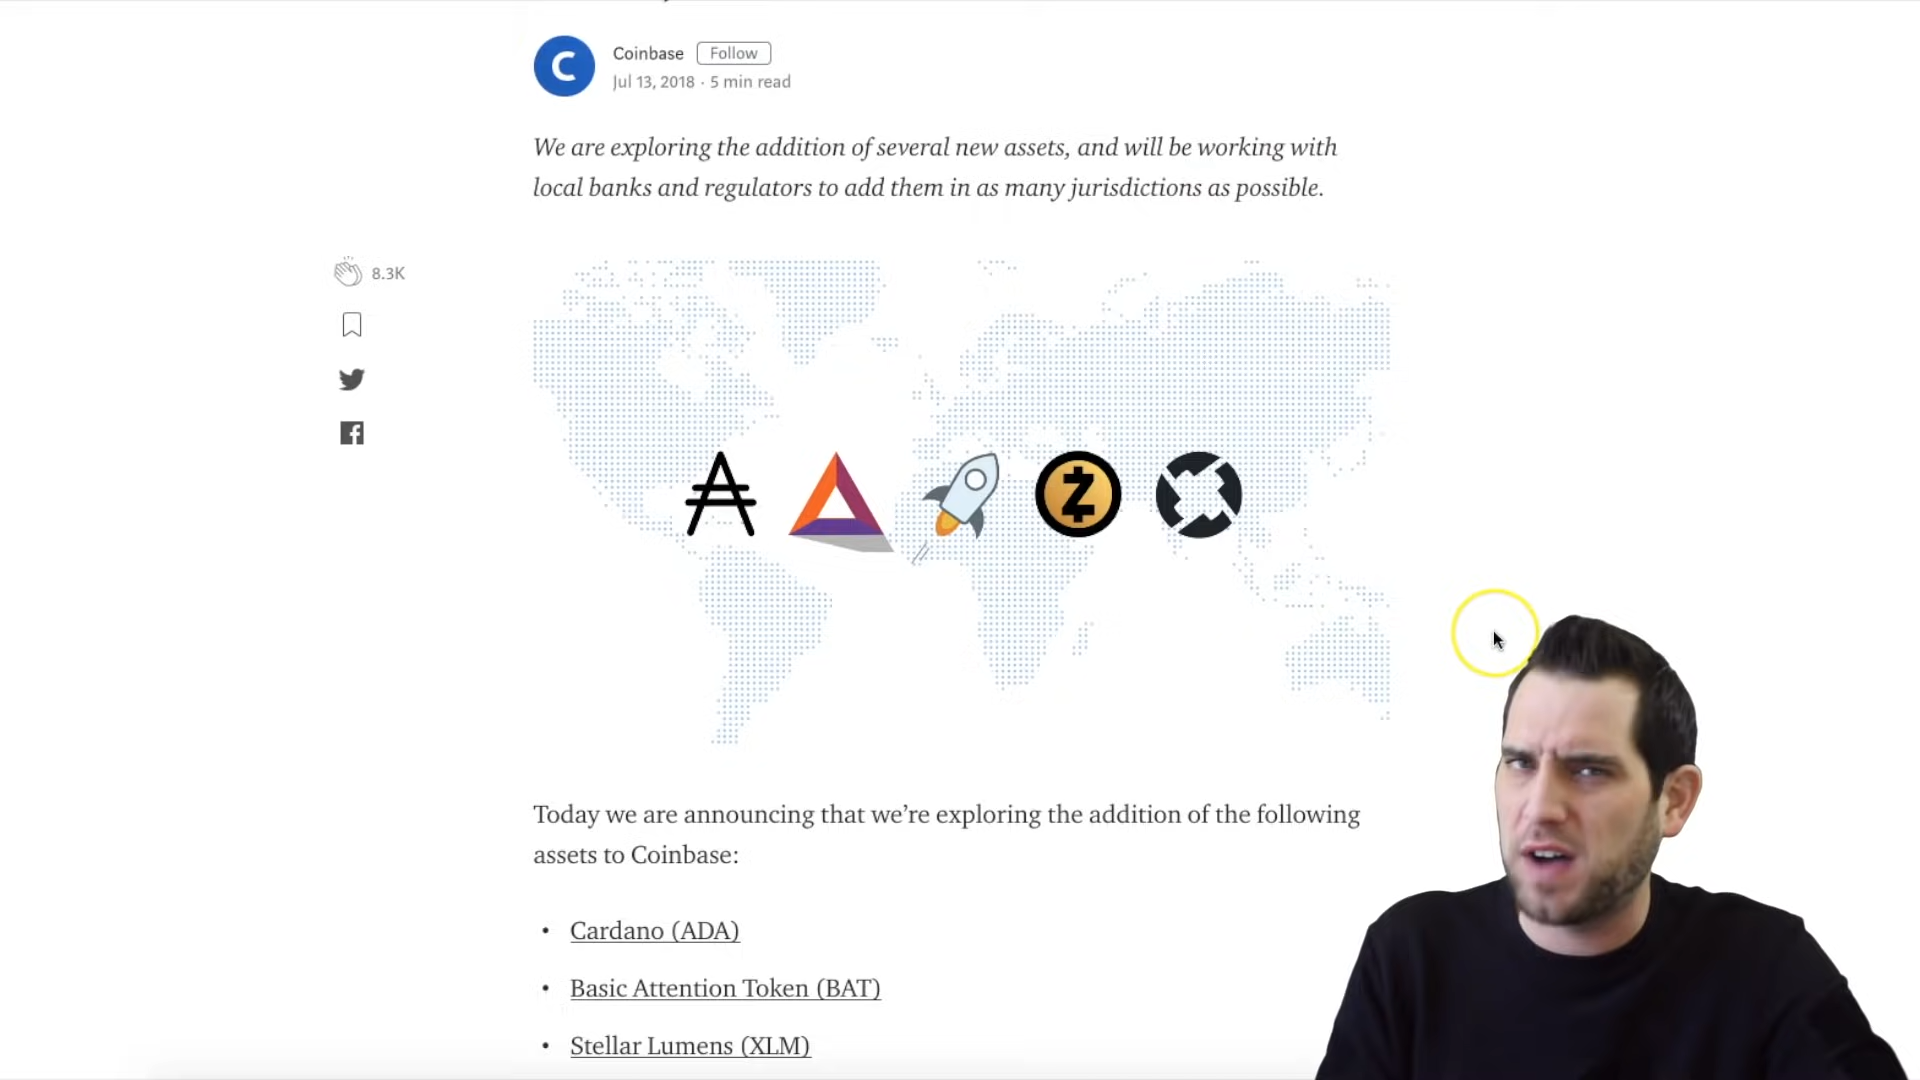 Coinbase Follow
Jul 13, 2018 · 5 min read
We are exploring the addition of several new assets, and will be working with
local banks and regulators to add them in as many jurisdictions as possible.
8.3K
Today we are announcing that we’re exploring the addition of the following
assets to Coinbase:
• Cardano (ADA)
• Basic Attention Token (BAT)
• Stellar Lumens (XLM)